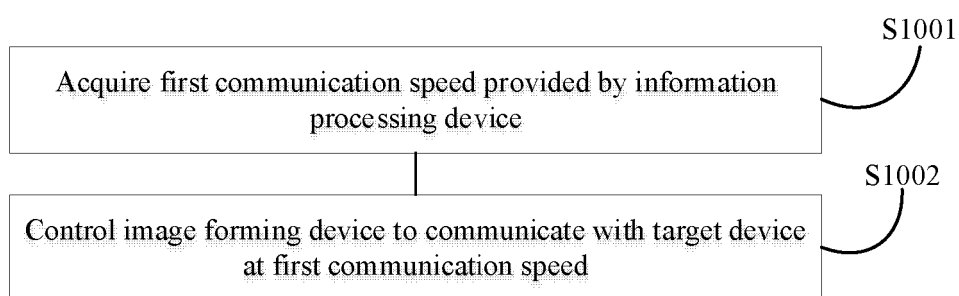 S1001
Acquire first communication speed provided by information
processing device
S1002
Control image forming device to communicate with target device
at first communication speed